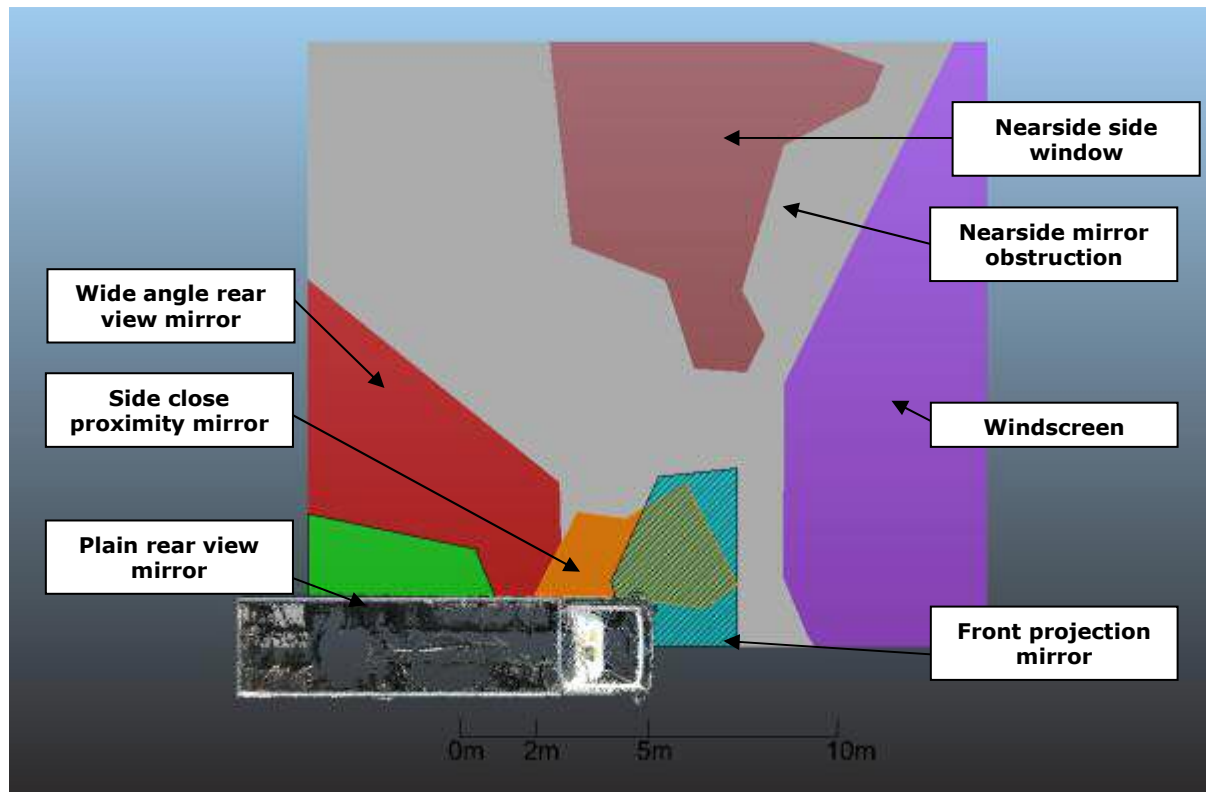 Nearside side
window
Nearside mirror
obstruction
Wide angle rear
view mirror
Side close
proximity mirror
Windscreen
Plain rear view
mirror
Front projection
mirror
0m 2m 5m 10m